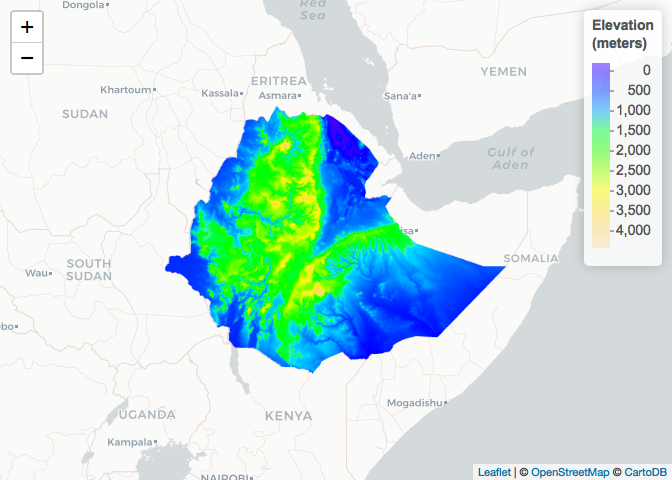 Dongola
Red
Sea
+
−
Elevation
(meters)
0
500
1,000
1,500
2,000
2,500
3,000
3,500
4,000
ERITREA
YEMEN
Khartoum
Kassala
Asmara
Sana'a
SUDAN
Aden
Gulf of
Aden
isa
SOUTH
SUDAN
SOMALIA
Wau
bo
Mogadishu
UGANDA
KENYA
Kampala
NAIROBI
Leaflet | © OpenStreetMap © CartoDB